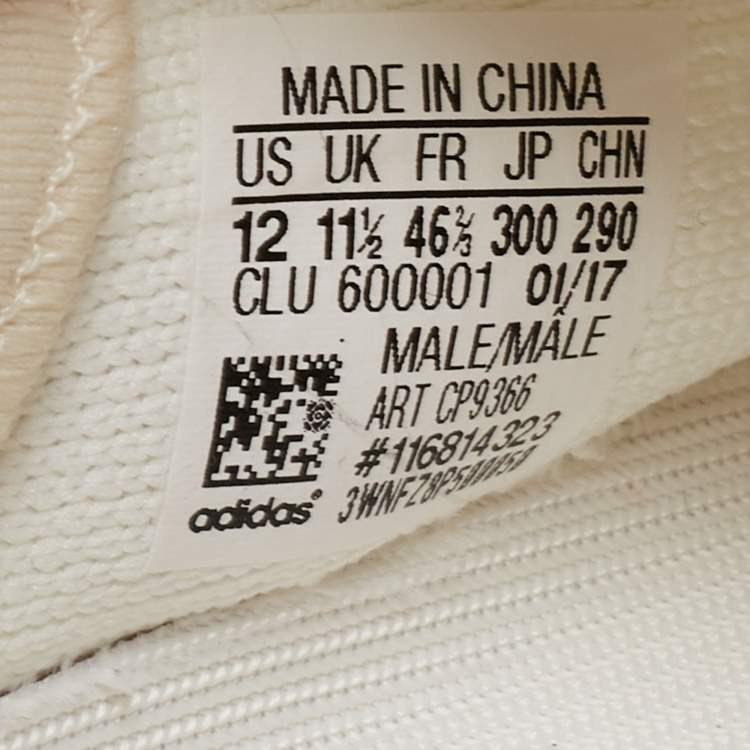 MADE IN CHINA
US UK FR JP CHN
12 11½ 46⅔ 300 290
CLU 600001 01/17
MALE/MÂLE
ART CP9366
#116814323
adidas®